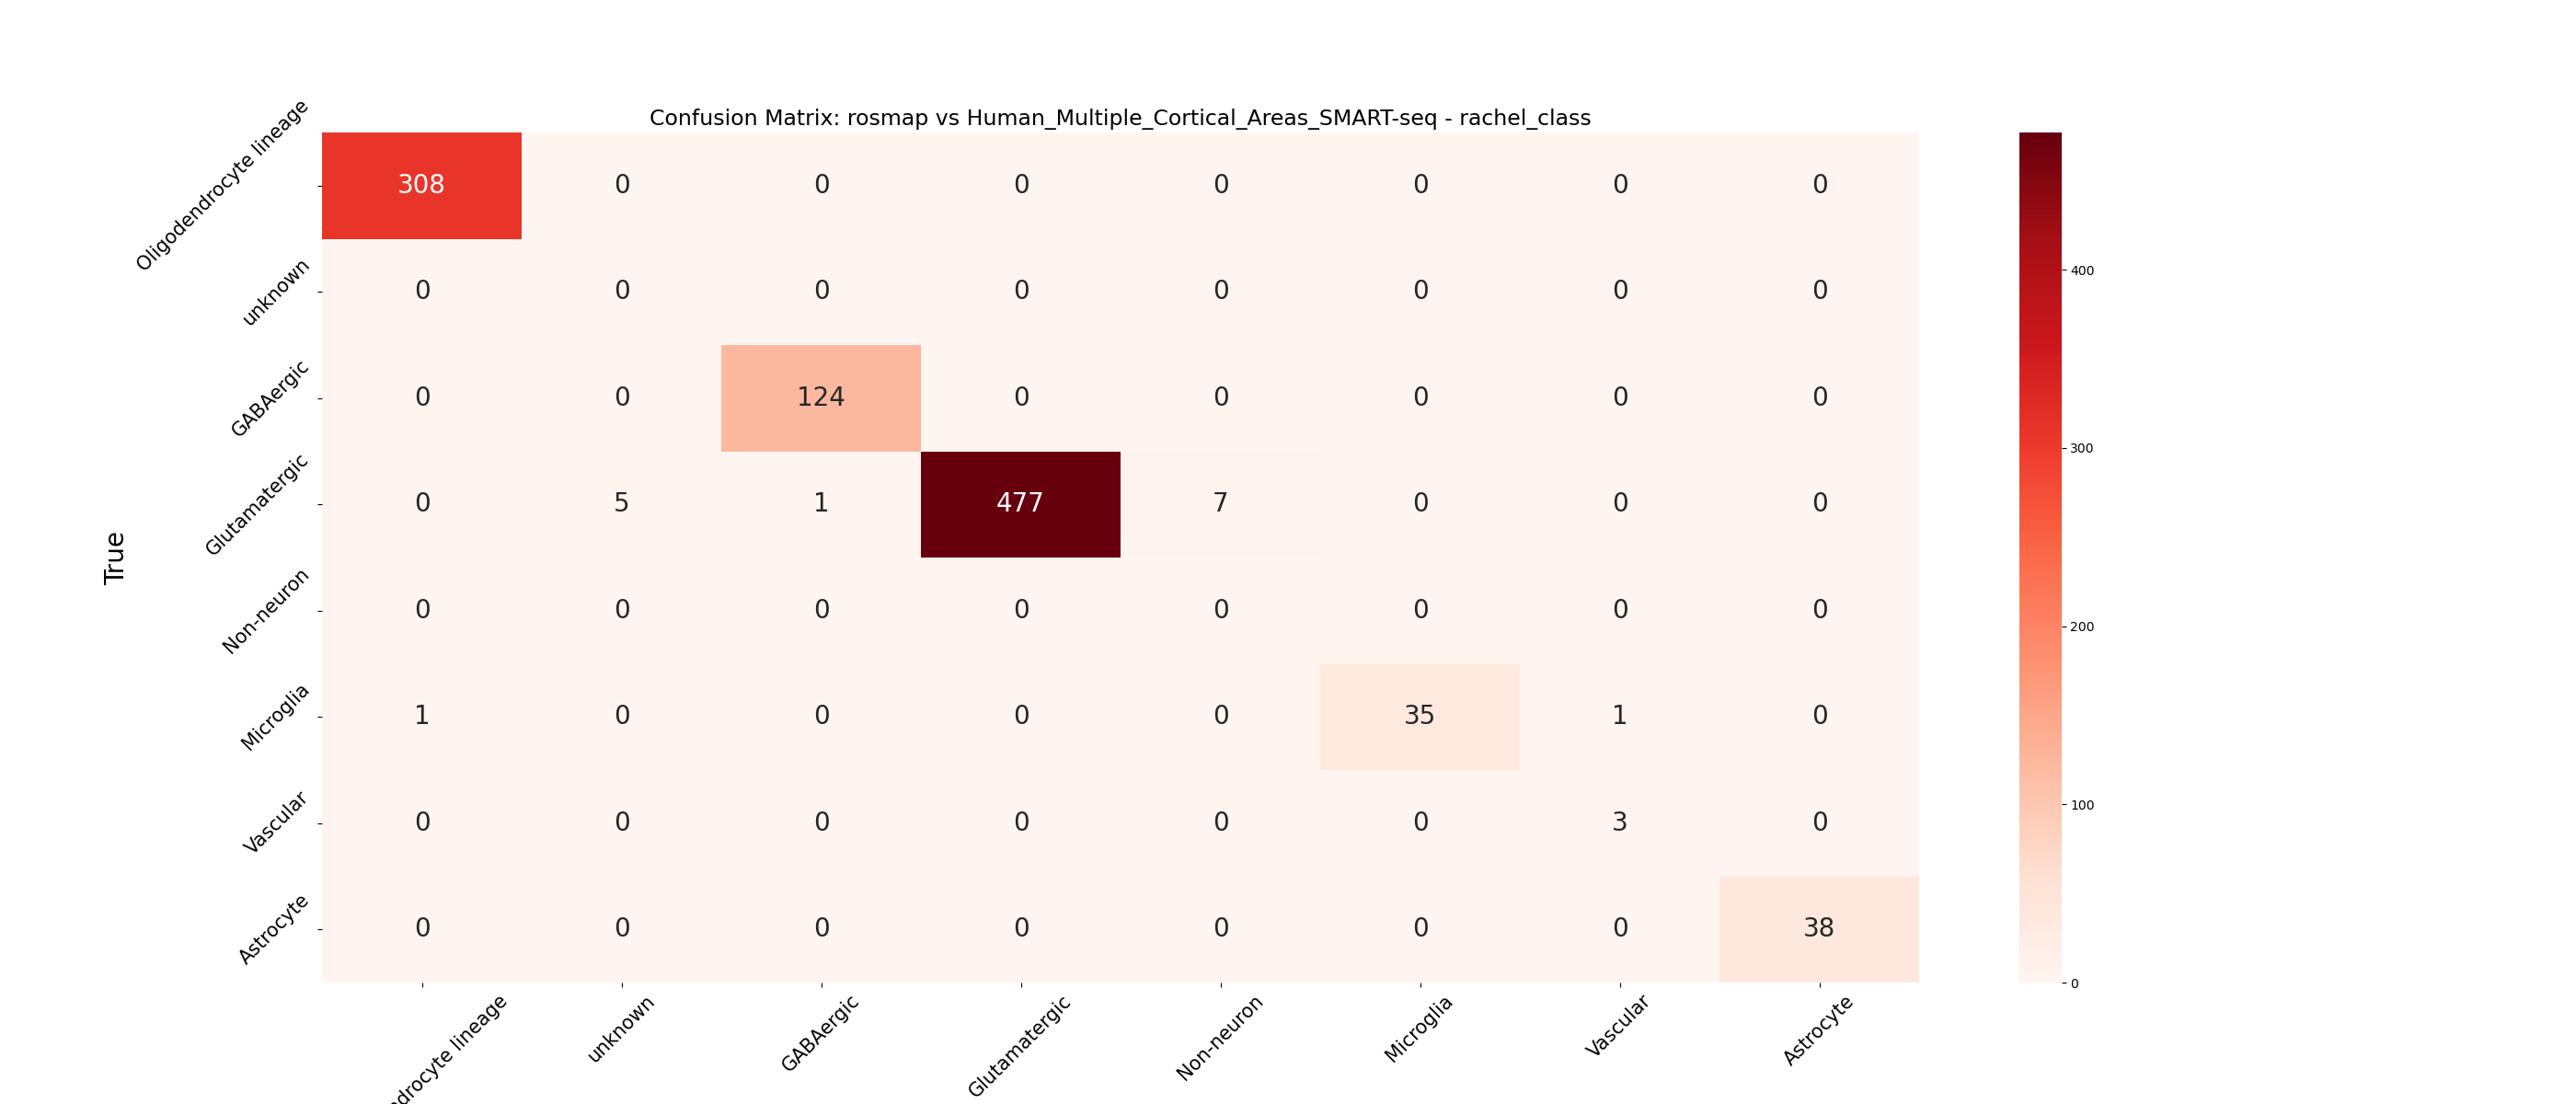 Confusion Matrix: rosmap vs Human_Multiple_Cortical_Areas_SMART-seq - rachel_class
True
Oligodendrocyte lineage 308 0 0 0 0 0 0 0
unknown 0 0 0 0 0 0 0 0
GABAergic 0 0 124 0 0 0 0 0
Glutamatergic 0 5 1 477 7 0 0 0
Non-neuron 0 0 0 0 0 0 0 0
Microglia 1 0 0 0 0 35 1 0
Vascular 0 0 0 0 0 0 3 0
Astrocyte 0 0 0 0 0 0 0 38
ndrocyte lineage unknown GABAergic Glutamatergic Non-neuron Microglia Vascular Astrocyte
400
300
200
100
0